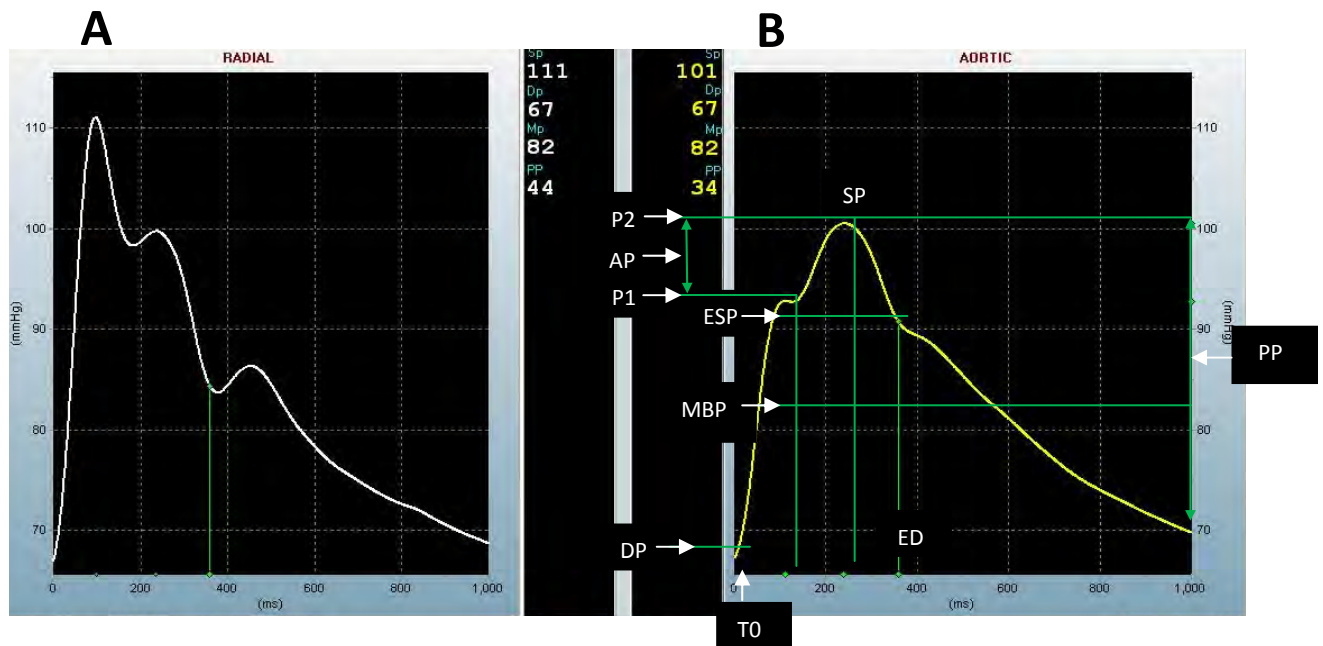 A
RADIAL
110
100
90
80
70
(mmHg)
0
200
400
600
800
1,000
(ms)
Sp
111
Dp
67
Mp
82
PP
44
B
AORTIC
Sp
101
Dp
67
Mp
82
PP
34
SP
P2
AP
P1
ESP
MBP
DP
ED
T0
PP
110
100
90
80
70
(mmHg)
0
200
400
600
800
1,000
(ms)